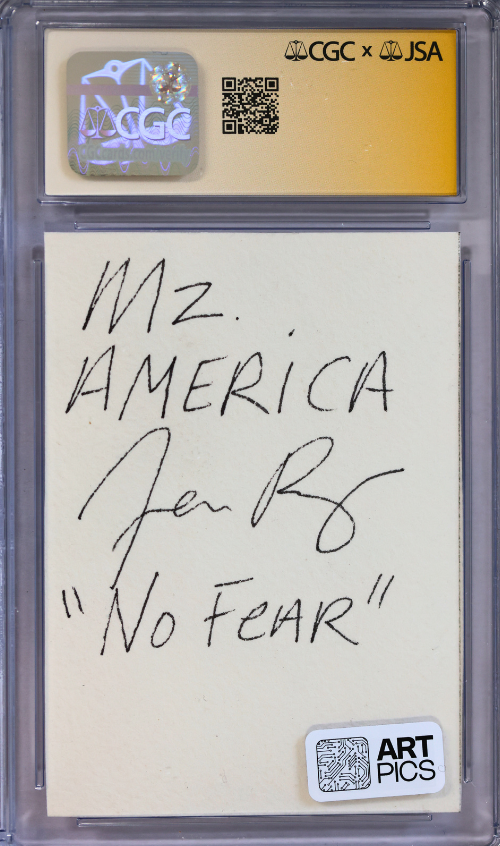 CGC x JSA
CGC
Mz.
AMERICA
"No FeAR"
ART
PICS